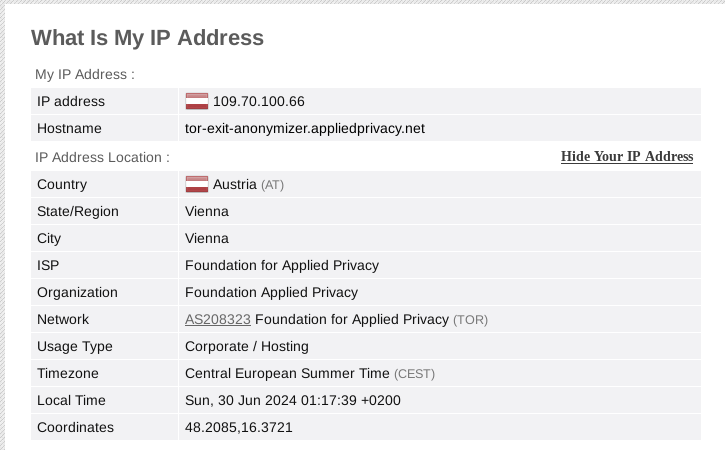 What Is My IP Address
My IP Address :
IP address 109.70.100.66
Hostname tor-exit-anonymizer.appliedprivacy.net
IP Address Location : Hide Your IP Address
Country Austria (AT)
State/Region Vienna
City Vienna
ISP Foundation for Applied Privacy
Organization Foundation Applied Privacy
Network AS208323 Foundation for Applied Privacy (TOR)
Usage Type Corporate / Hosting
Timezone Central European Summer Time (CEST)
Local Time Sun, 30 Jun 2024 01:17:39 +0200
Coordinates 48.2085,16.3721